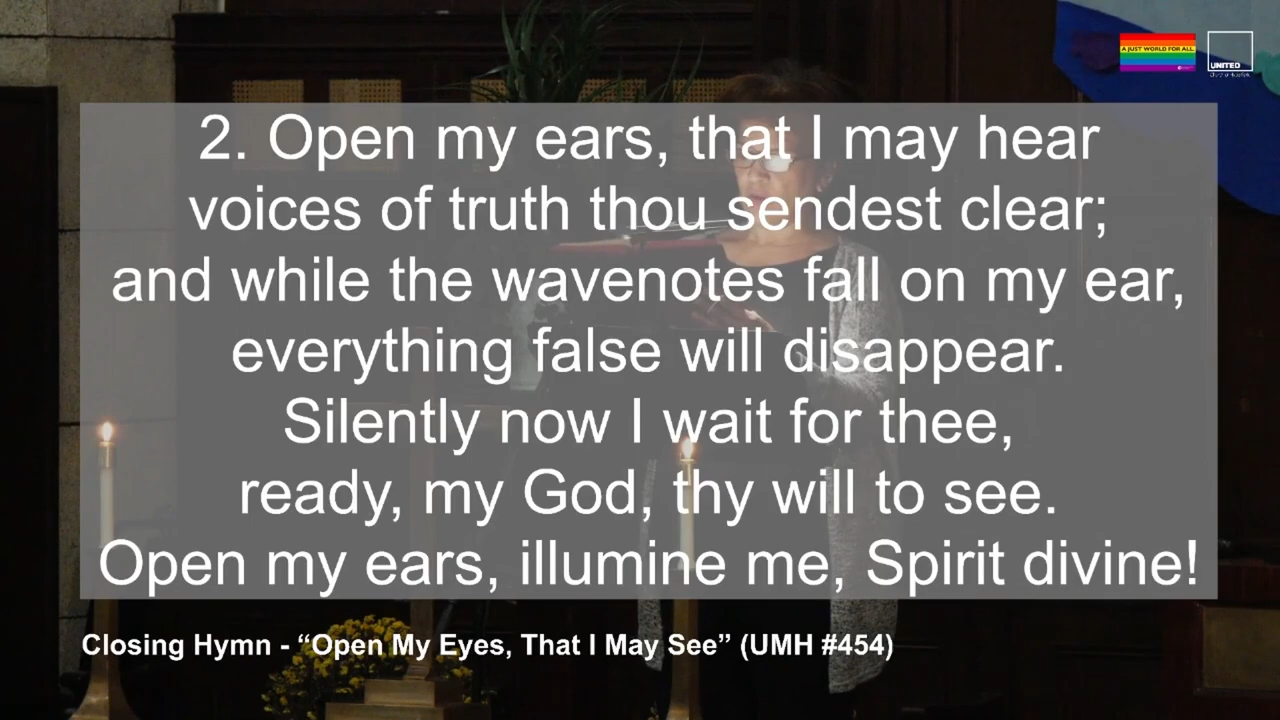 A JUST WORLD FOR ALL
UNITED
2. Open my ears, that I may hear
voices of truth thou sendest clear;
and while the wavenotes fall on my ear,
everything false will disappear.
Silently now I wait for thee,
ready, my God, thy will to see.
Open my ears, illumine me, Spirit divine!
Closing Hymn - “Open My Eyes, That I May See” (UMH #454)